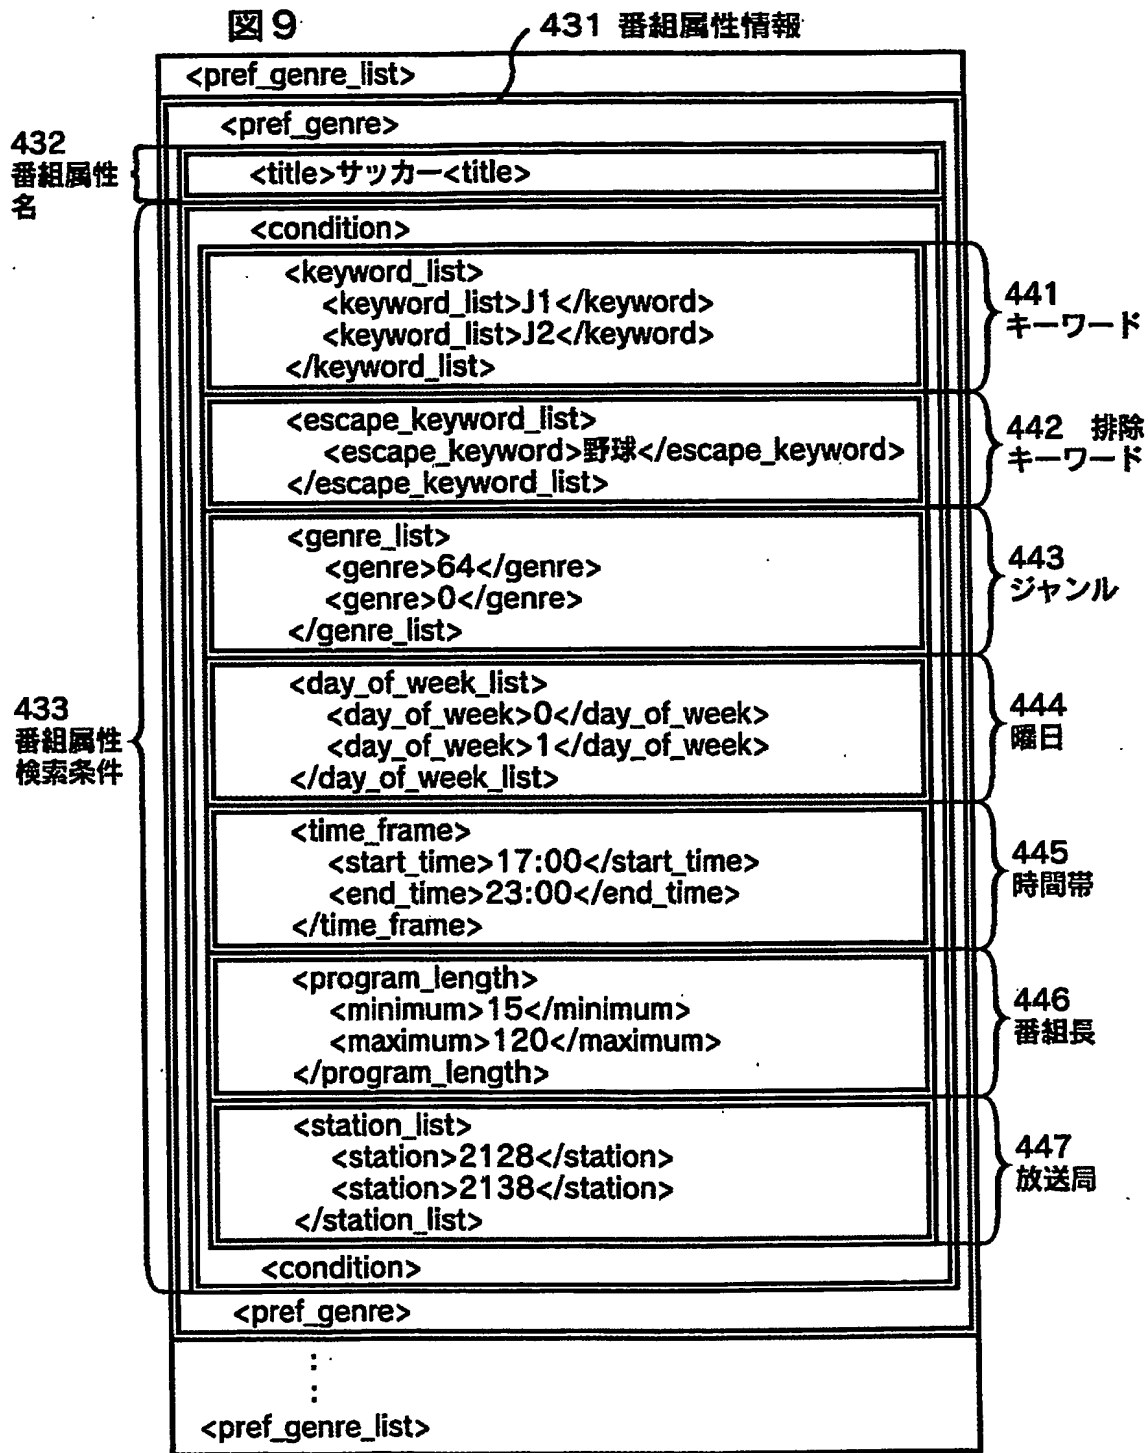 図9
431 番組属性情報
<pref_genre_list>
<pref_genre>
432
番組属性
名
<title>サッカー<title>
<condition>
<keyword_list>
<keyword_list>J1</keyword>
<keyword_list>J2</keyword>
</keyword_list>
441
キーワード
<escape_keyword_list>
<escape_keyword>野球</escape_keyword>
</escape_keyword_list>
442 排除
キーワード
<genre_list>
<genre>64</genre>
<genre>0</genre>
</genre_list>
443
ジャンル
433
番組属性
検索条件
<day_of_week_list>
<day_of_week>0</day_of_week>
<day_of_week>1</day_of_week>
</day_of_week_list>
444
曜日
<time_frame>
<start_time>17:00</start_time>
<end_time>23:00</end_time>
</time_frame>
445
時間帯
<program_length>
<minimum>15</minimum>
<maximum>120</maximum>
</program_length>
446
番組長
<station_list>
<station>2128</station>
<station>2138</station>
</station_list>
447
放送局
<condition>
<pref_genre>
:
:
<pref_genre_list>